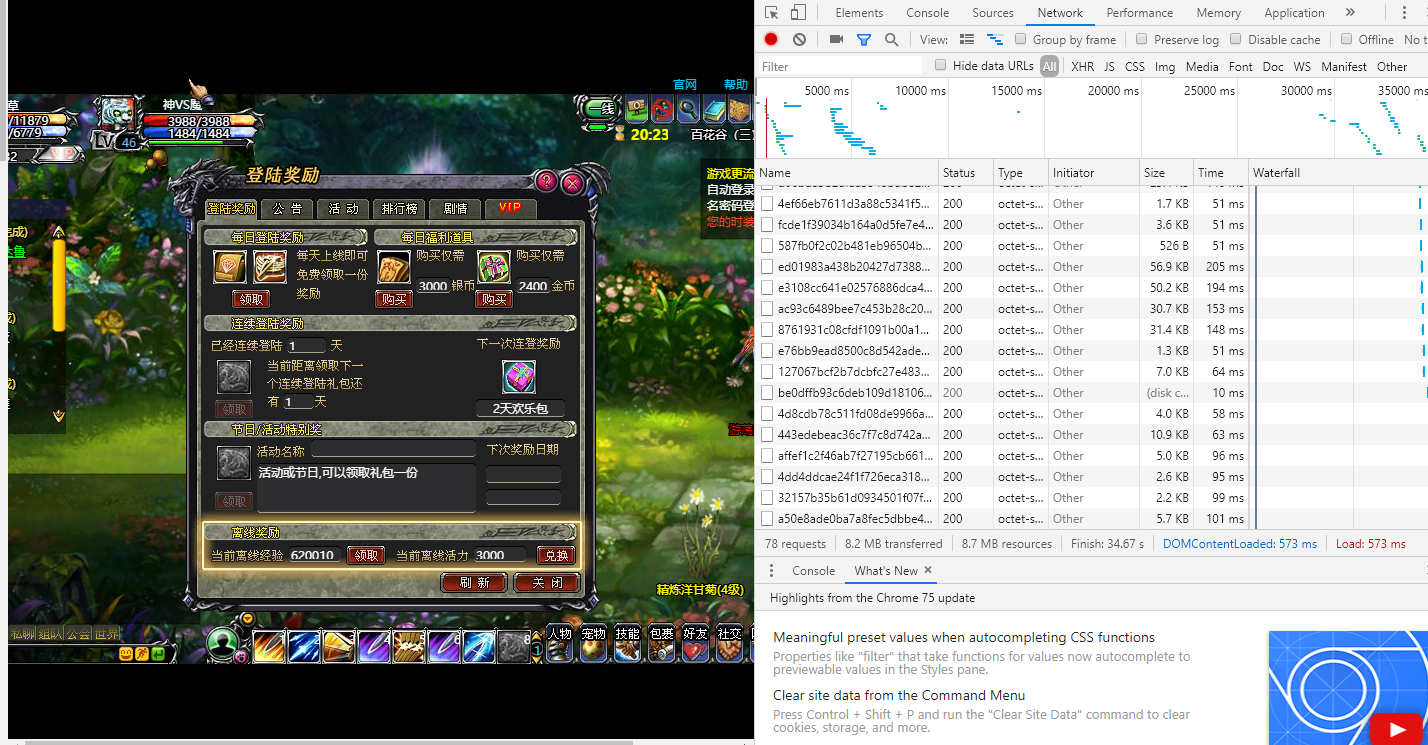 官网 帮助
草
11879
6779
神VS魔
3988/3988
1484/1484
LV 46
一线
20:23 百花谷 (三
登陆奖励
登陆奖励 公 告 活 动 排行榜 剧情 VIP
每日登陆奖励 每日福利道具
每天上线即可
免费领取一份
奖励
领取
购买仅需
3000 银币
购买
购买仅需
2400 金币
购买
连续登陆奖励
已经连续登陆 1 天
当前距离领取下一
个连续登陆礼包还
有 1 天
领取
下一次连登奖励
2天欢乐包
节日/活动特别奖
活动名称
下次奖励日期
活动或节日,可以领取礼包一份
领取
离线奖励
当前离线经验 620010 领取 当前离线活力 3000 兑换
刷 新 关 闭
游戏更流
自动登录
名密码登
您的时装
精炼洋甘菊(4级)
私聊 组队 公会 世界
人物 宠物 技能 包裹 好友 社交
Elements Console Sources Network Performance Memory Application
View: Group by frame Preserve log Disable cache Offline No t
Filter Hide data URLs All XHR JS CSS Img Media Font Doc WS Manifest Other
5000 ms 10000 ms 15000 ms 20000 ms 25000 ms 30000 ms 35000
Name Status Type Initiator Size Time Waterfall
4ef66eb7611d3a88c5341f5... 200 octet-s... Other 1.7 KB 51 ms
fcde1f39034b164a0d5fe7e4... 200 octet-s... Other 3.6 KB 51 ms
587fb0f2c02b481eb96504b... 200 octet-s... Other 526 B 51 ms
ed01983a438b20427d7388... 200 octet-s... Other 56.9 KB 205 ms
e3108cc641e02576886dca4... 200 octet-s... Other 50.2 KB 194 ms
ac93c6489bee7c453b28c20... 200 octet-s... Other 30.7 KB 153 ms
8761931c08cfdf1091b00a1... 200 octet-s... Other 31.4 KB 148 ms
e76bb9ead8500c8d542ade... 200 octet-s... Other 1.3 KB 51 ms
127067bcf2b7dcbfc27e483... 200 octet-s... Other 7.0 KB 64 ms
be0dffb93c6deb109d18106... 200 octet-s... Other (disk c... 10 ms
4d8cdb78c511fd08de9966a... 200 octet-s... Other 4.0 KB 58 ms
443edebeac36c7f7c8d742a... 200 octet-s... Other 10.9 KB 63 ms
affef1c2f46ab7f27195cb661... 200 octet-s... Other 5.0 KB 96 ms
4dd4ddcae24f1f726eca318... 200 octet-s... Other 2.6 KB 95 ms
32157b35b61d0934501f07f... 200 octet-s... Other 2.2 KB 99 ms
a50e8ade0ba7a8fec5dbbe4... 200 octet-s... Other 5.7 KB 101 ms
78 requests 8.2 MB transferred 8.7 MB resources Finish: 34.67 s DOMContentLoaded: 573 ms Load: 573 ms
Console What's New
Highlights from the Chrome 75 update
Meaningful preset values when autocompleting CSS functions
Properties like "filter" that take functions for values now autocomplete to
previewable values in the Styles pane.
Clear site data from the Command Menu
Press Control + Shift + P and run the "Clear Site Data" command to clear
cookies, storage, and more.